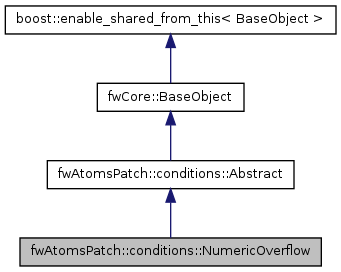 boost::enable_shared_from_this< BaseObject >
fwCore::BaseObject
fwAtomsPatch::conditions::Abstract
fwAtomsPatch::conditions::NumericOverflow